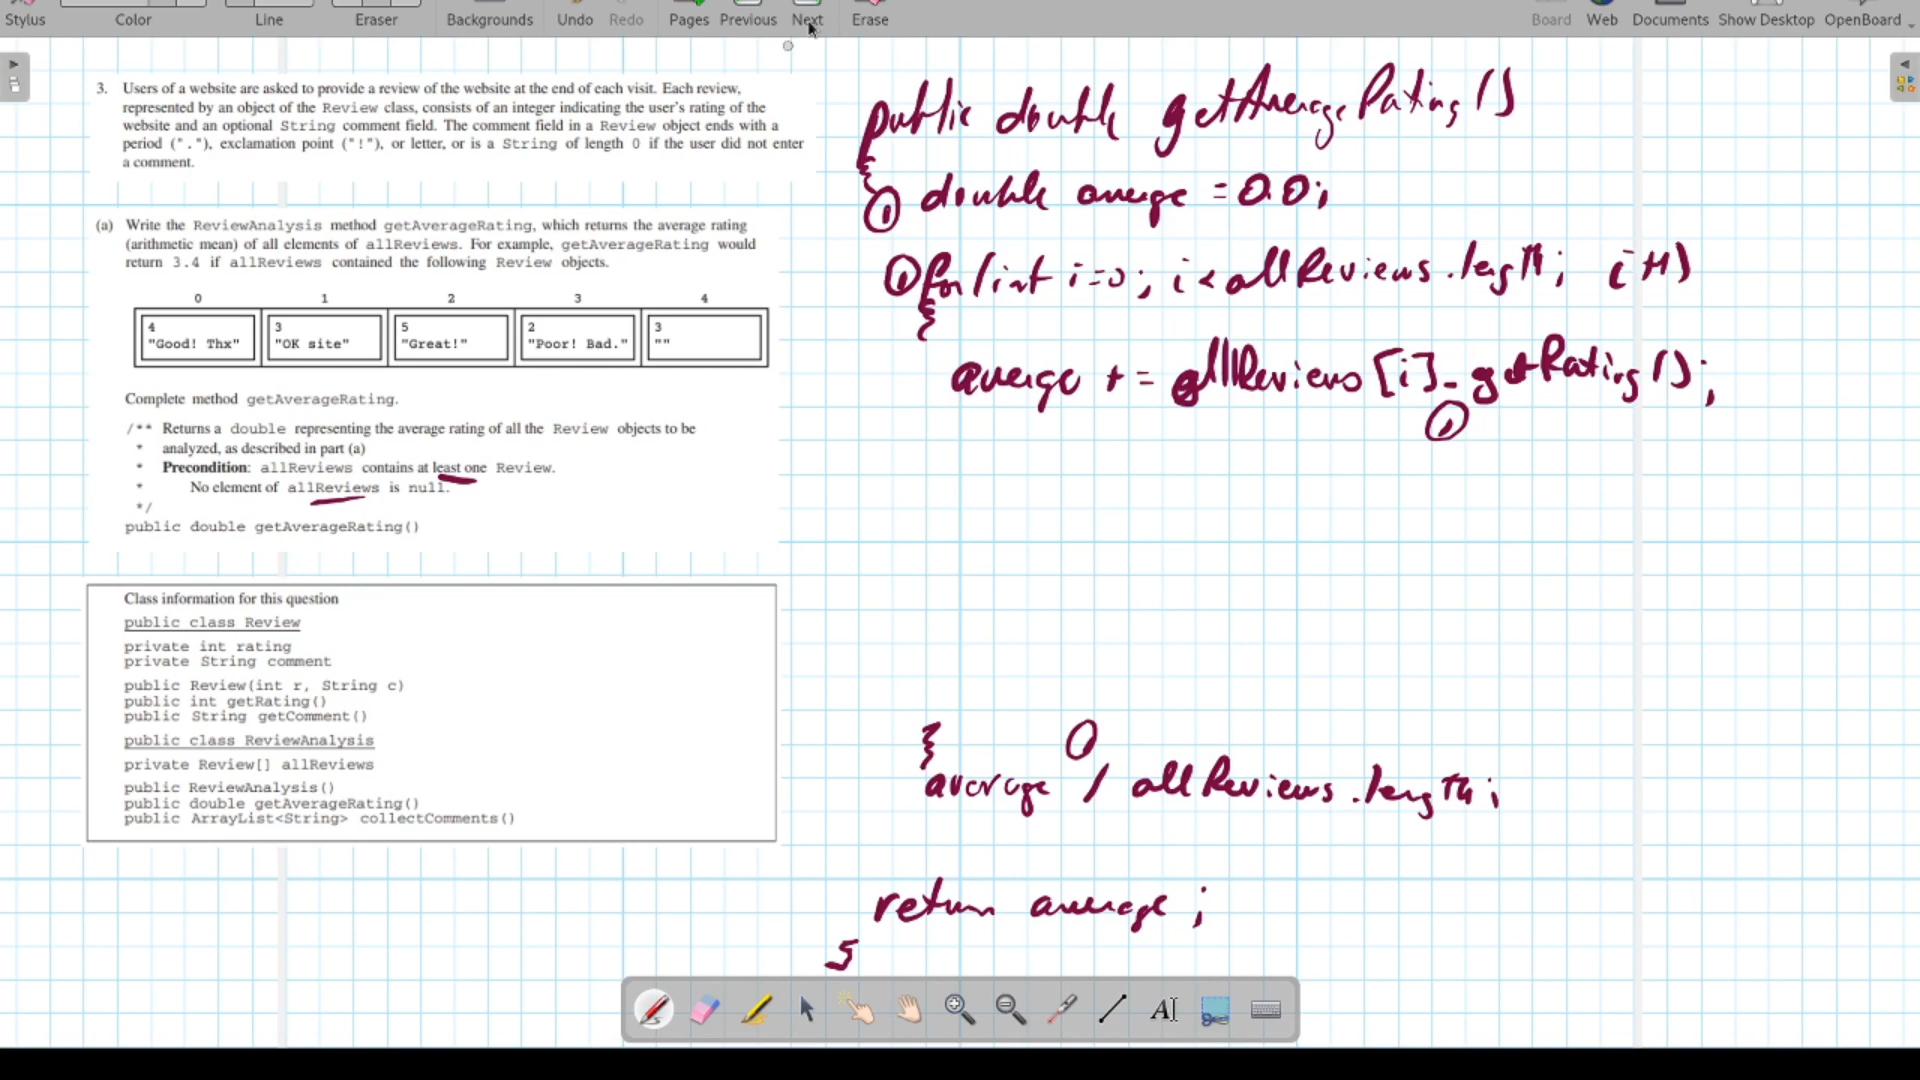 Stylus Color Line Eraser Backgrounds Undo Redo Pages Previous Next Erase Board Web Documents Show Desktop OpenBoard
3. Users of a website are asked to provide a review of the website at the end of each visit. Each review,
represented by an object of the Review class, consists of an integer indicating the user's rating of the
website and an optional String comment field. The comment field in a Review object ends with a
period ("."), exclamation point ("!"), or letter, or is a String of length 0 if the user did not enter
a comment.
(a) Write the ReviewAnalysis method getAverageRating, which returns the average rating
(arithmetic mean) of all elements of allReviews. For example, getAverageRating would
return 3.4 if allReviews contained the following Review objects.
0 1 2 3 4
4 3 5 2 3
"Good! Thx" "OK site" "Great!" "Poor! Bad." ""
Complete method getAverageRating.
/** Returns a double representing the average rating of all the Review objects to be
* analyzed, as described in part (a)
* Precondition: allReviews contains at least one Review.
* No element of allReviews is null.
*/
public double getAverageRating()
Class information for this question
public class Review
private int rating
private String comment
public Review(int r, String c)
public int getRating()
public String getComment()
public class ReviewAnalysis
private Review[] allReviews
public ReviewAnalysis()
public double getAverageRating()
public ArrayList<String> collectComments()
public double getAverageRating()
{
① double average = 0.0;
① for(int i=0; i < allReviews.length; i++)
{
average += allReviews[i].getRating();
①
} ①
average / allReviews.length;
return average;
}